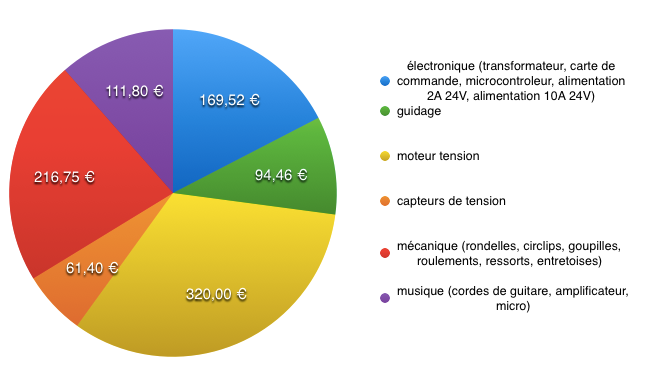 111,80 €
169,52 €
216,75 €
94,46 €
61,40 €
320,00 €
électronique (transformateur, carte de
commande, microcontroleur, alimentation
2A 24V, alimentation 10A 24V)
guidage
moteur tension
capteurs de tension
mécanique (rondelles, circlips, goupilles,
roulements, ressorts, entretoises)
musique (cordes de guitare, amplificateur,
micro)